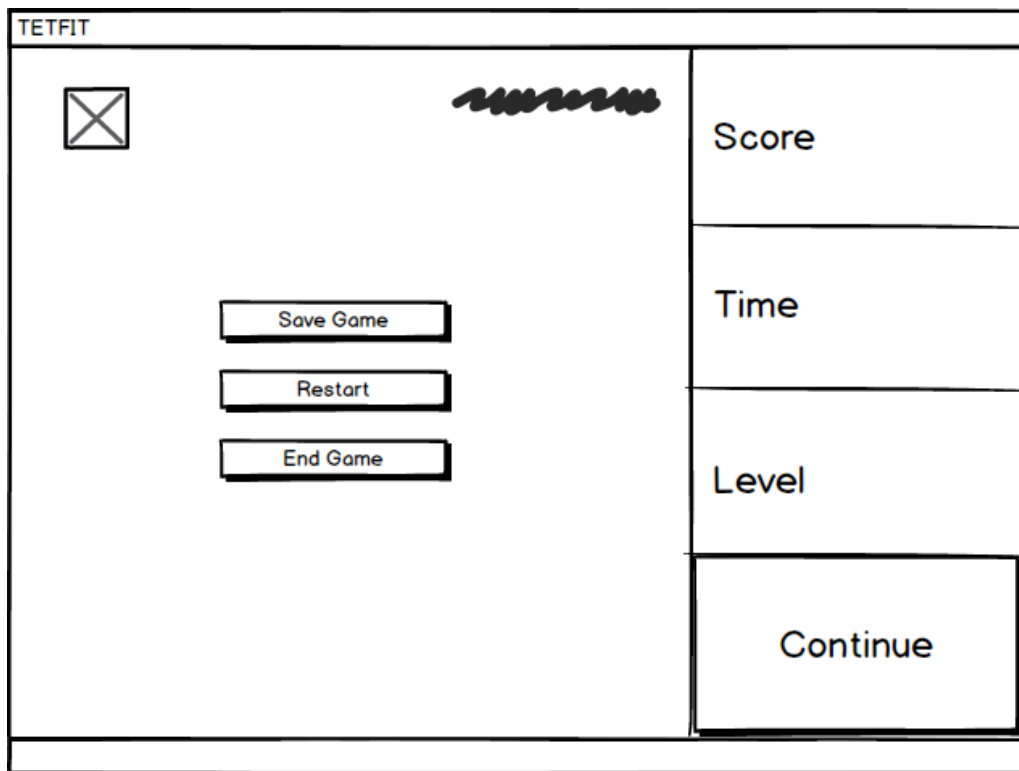 TETFIT
Save Game
Restart
End Game
Score
Time
Level
Continue